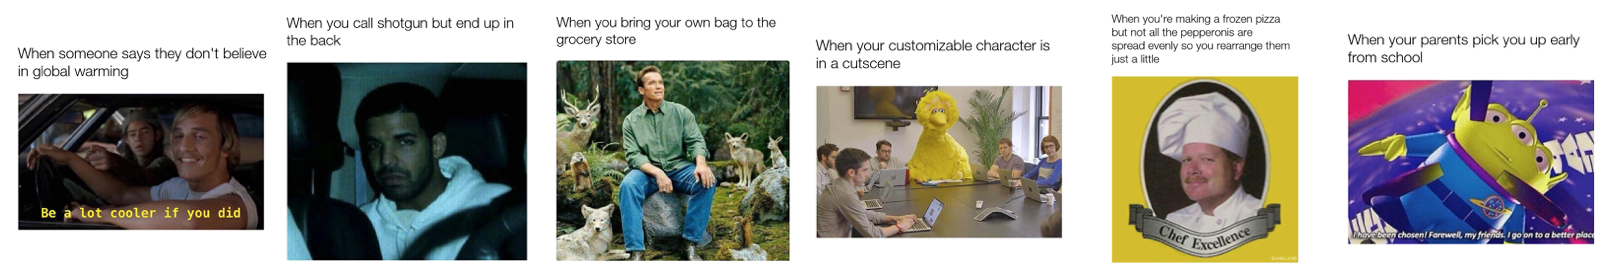 When someone says they don't believe
in global warming
Be a lot cooler if you did
When you call shotgun but end up in
the back
When you bring your own bag to the
grocery store
When your customizable character is
in a cutscene
When you're making a frozen pizza
but not all the pepperonis are
spread evenly so you rearrange them
just a little
Chef Excellence
When your parents pick you up early
from school
I have been chosen! Farewell, my friends. I go on to a better place